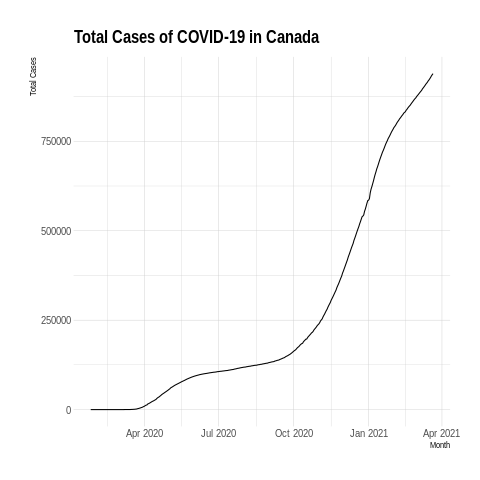 Total Cases of COVID-19 in Canada
Total Cases
750000
500000
250000
0
Apr 2020 Jul 2020 Oct 2020 Jan 2021 Apr 2021
Month